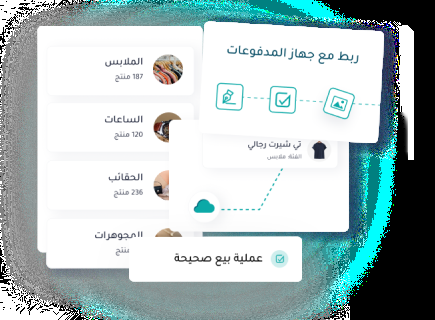 ربط مع جهاز المدفوعات
الملابس
187 منتج
الساعات
120 منتج
تي شيرت رجالي
الفئة: ملابس
الحقائب
236 منتج
المجوهرات
منتج
عملية بيع صحيحة